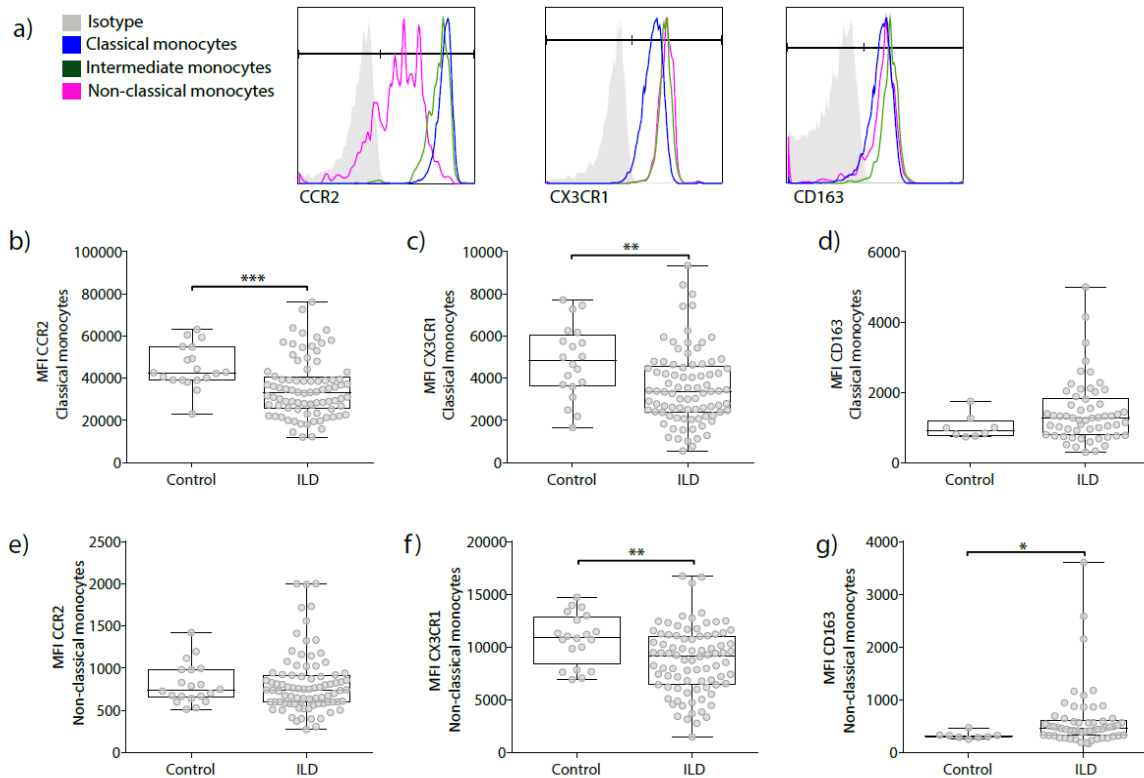 a)
Isotype
Classical monocytes
Intermediate monocytes
Non-classical monocytes
CCR2
CX3CR1
CD163
b)
MFI CCR2
Classical monocytes
100000
80000
60000
40000
20000
0
***
Control
ILD
c)
MFI CX3CR1
Classical monocytes
10000
8000
6000
4000
2000
0
**
Control
ILD
d)
MFI CD163
Classical monocytes
6000
4000
2000
0
Control
ILD
e)
MFI CCR2
Non-classical monocytes
2500
2000
1500
1000
500
0
Control
ILD
f)
MFI CX3CR1
Non-classical monocytes
20000
15000
10000
5000
0
**
Control
ILD
g)
MFI CD163
Non-classical monocytes
4000
3000
2000
1000
0
*
Control
ILD